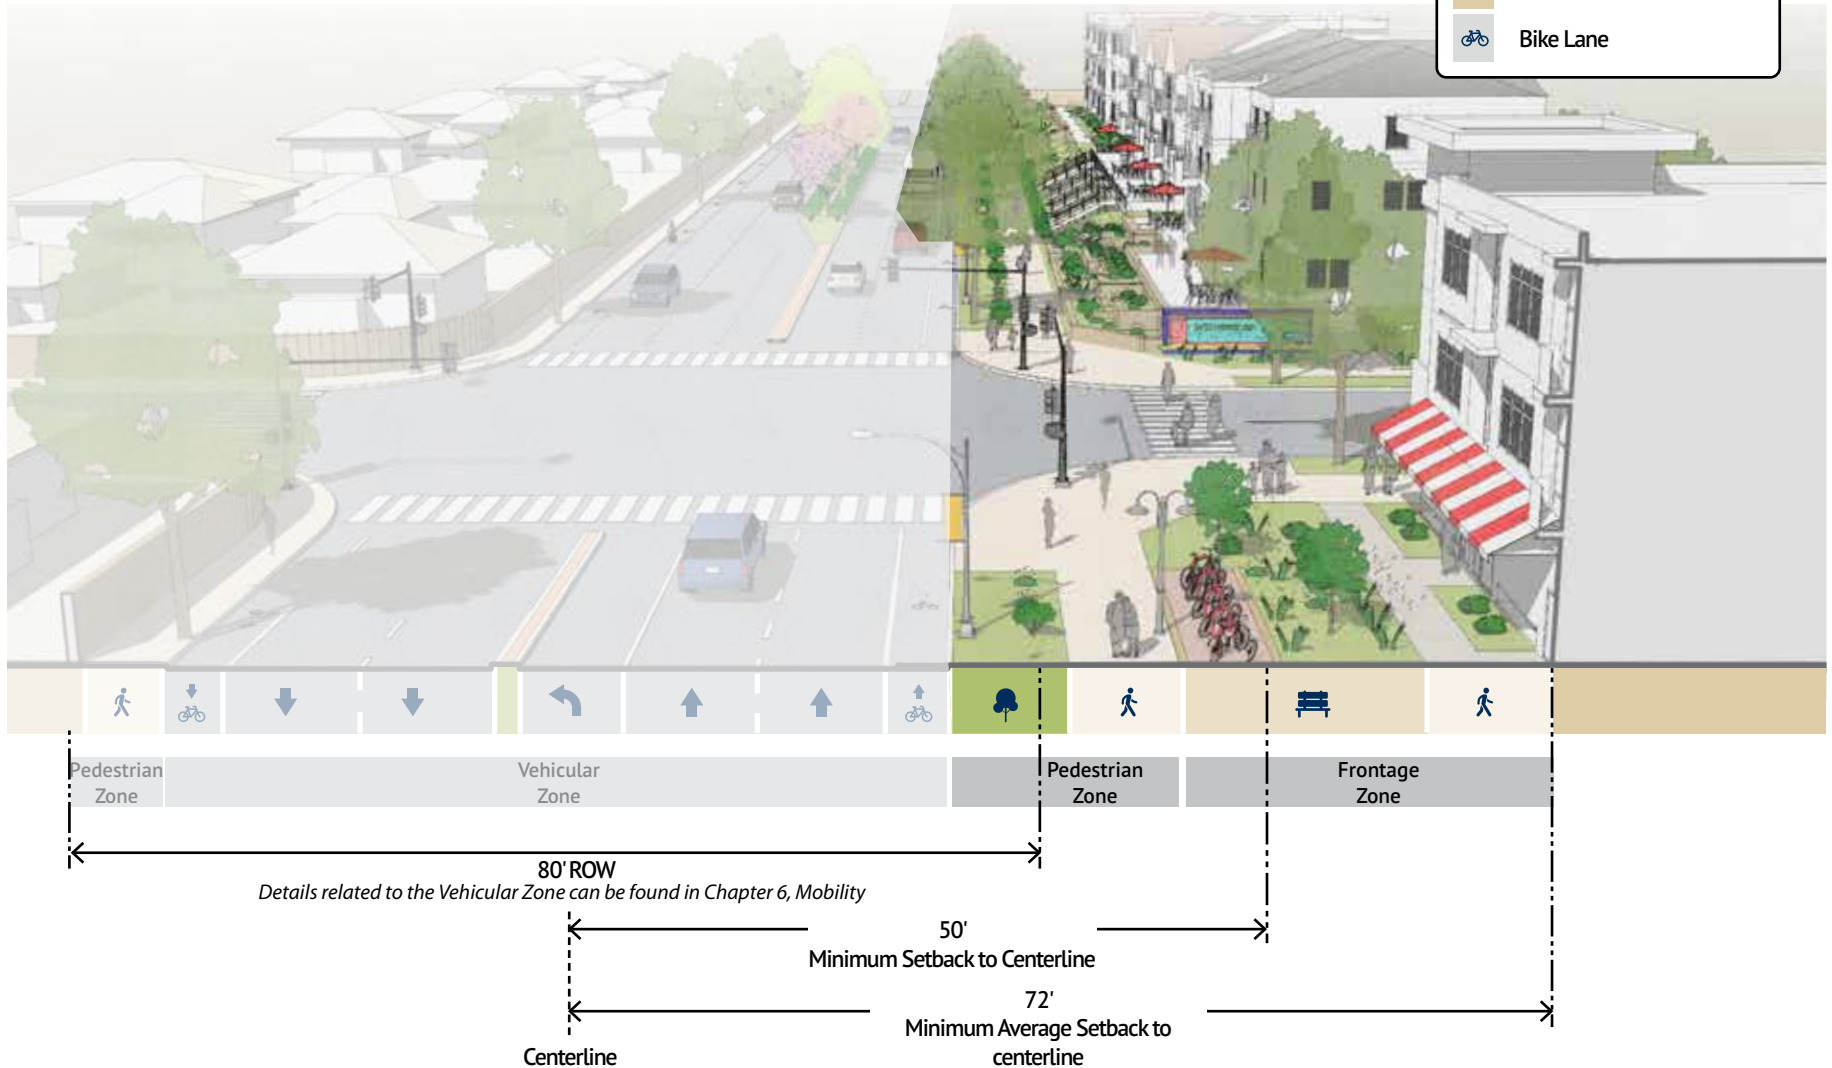 Bike Lane
Pedestrian
Zone
Vehicular
Zone
Pedestrian
Zone
Frontage
Zone
80' ROW
Details related to the Vehicular Zone can be found in Chapter 6, Mobility
50'
Minimum Setback to Centerline
72'
Minimum Average Setback to
centerline
Centerline